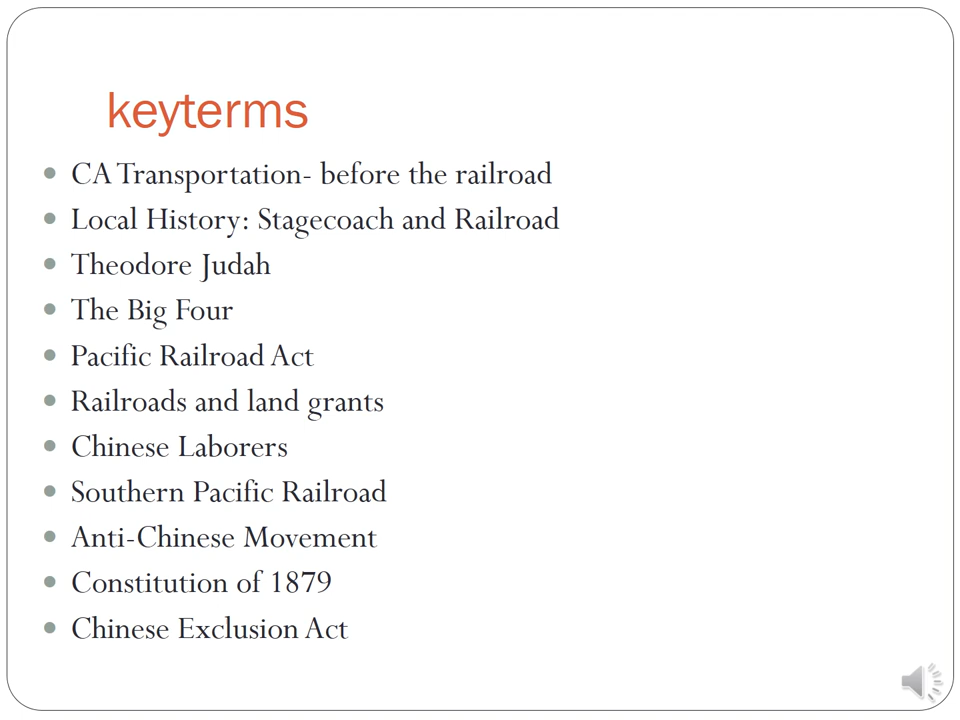 keyterms
CA Transportation- before the railroad
Local History: Stagecoach and Railroad
Theodore Judah
The Big Four
Pacific Railroad Act
Railroads and land grants
Chinese Laborers
Southern Pacific Railroad
Anti-Chinese Movement
Constitution of 1879
Chinese Exclusion Act